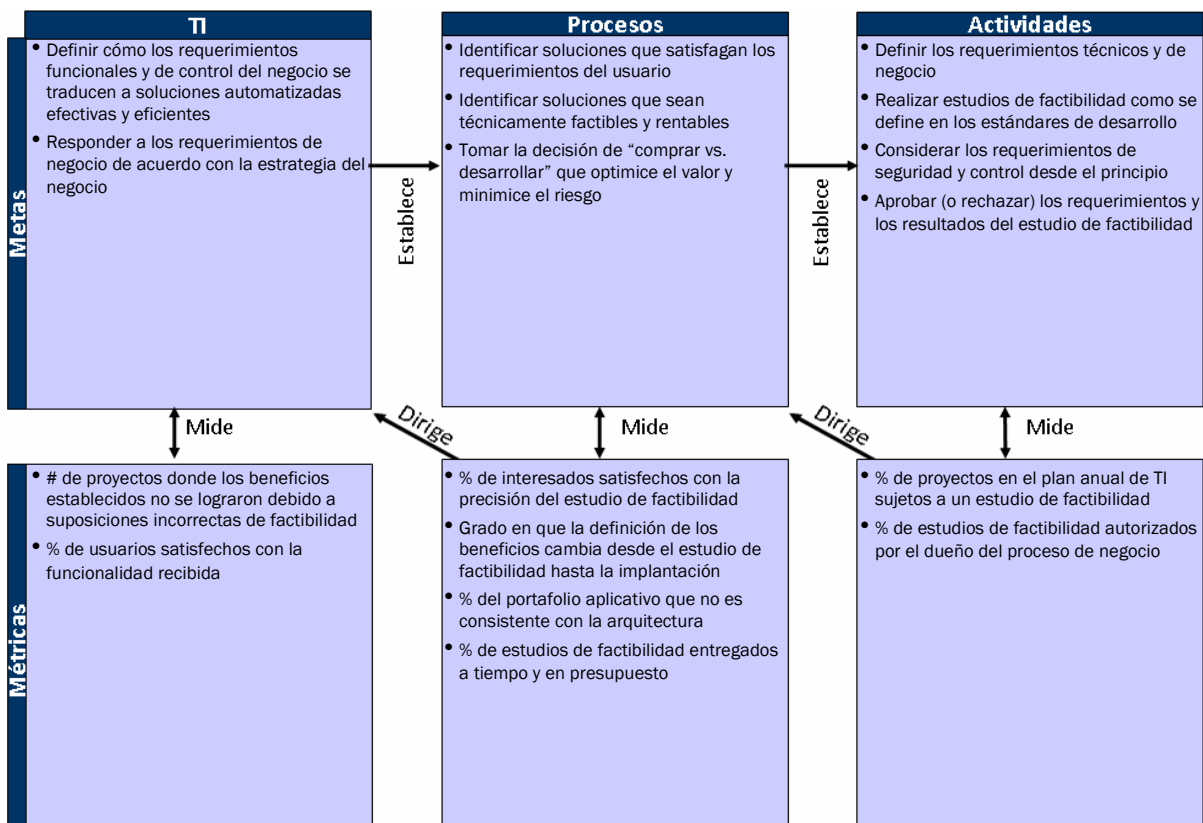 TI
Procesos
Actividades
Metas
• Definir cómo los requerimientos
funcionales y de control del negocio se
traducen a soluciones automatizadas
efectivas y eficientes
• Responder a los requerimientos de
negocio de acuerdo con la estrategia del
negocio
Establece
• Identificar soluciones que satisfagan los
requerimientos del usuario
• Identificar soluciones que sean
técnicamente factibles y rentables
• Tomar la decisión de “comprar vs.
desarrollar” que optimice el valor y
minimice el riesgo
Establece
• Definir los requerimientos técnicos y de
negocio
• Realizar estudios de factibilidad como se
define en los estándares de desarrollo
• Considerar los requerimientos de
seguridad y control desde el principio
• Aprobar (o rechazar) los requerimientos y
los resultados del estudio de factibilidad
Mide
Dirige
Mide
Dirige
Mide
Métricas
• # de proyectos donde los beneficios
establecidos no se lograron debido a
suposiciones incorrectas de factibilidad
• % de usuarios satisfechos con la
funcionalidad recibida
• % de interesados satisfechos con la
precisión del estudio de factibilidad
• Grado en que la definición de los
beneficios cambia desde el estudio de
factibilidad hasta la implantación
• % del portafolio aplicativo que no es
consistente con la arquitectura
• % de estudios de factibilidad entregados
a tiempo y en presupuesto
• % de proyectos en el plan anual de TI
sujetos a un estudio de factibilidad
• % de estudios de factibilidad autorizados
por el dueño del proceso de negocio